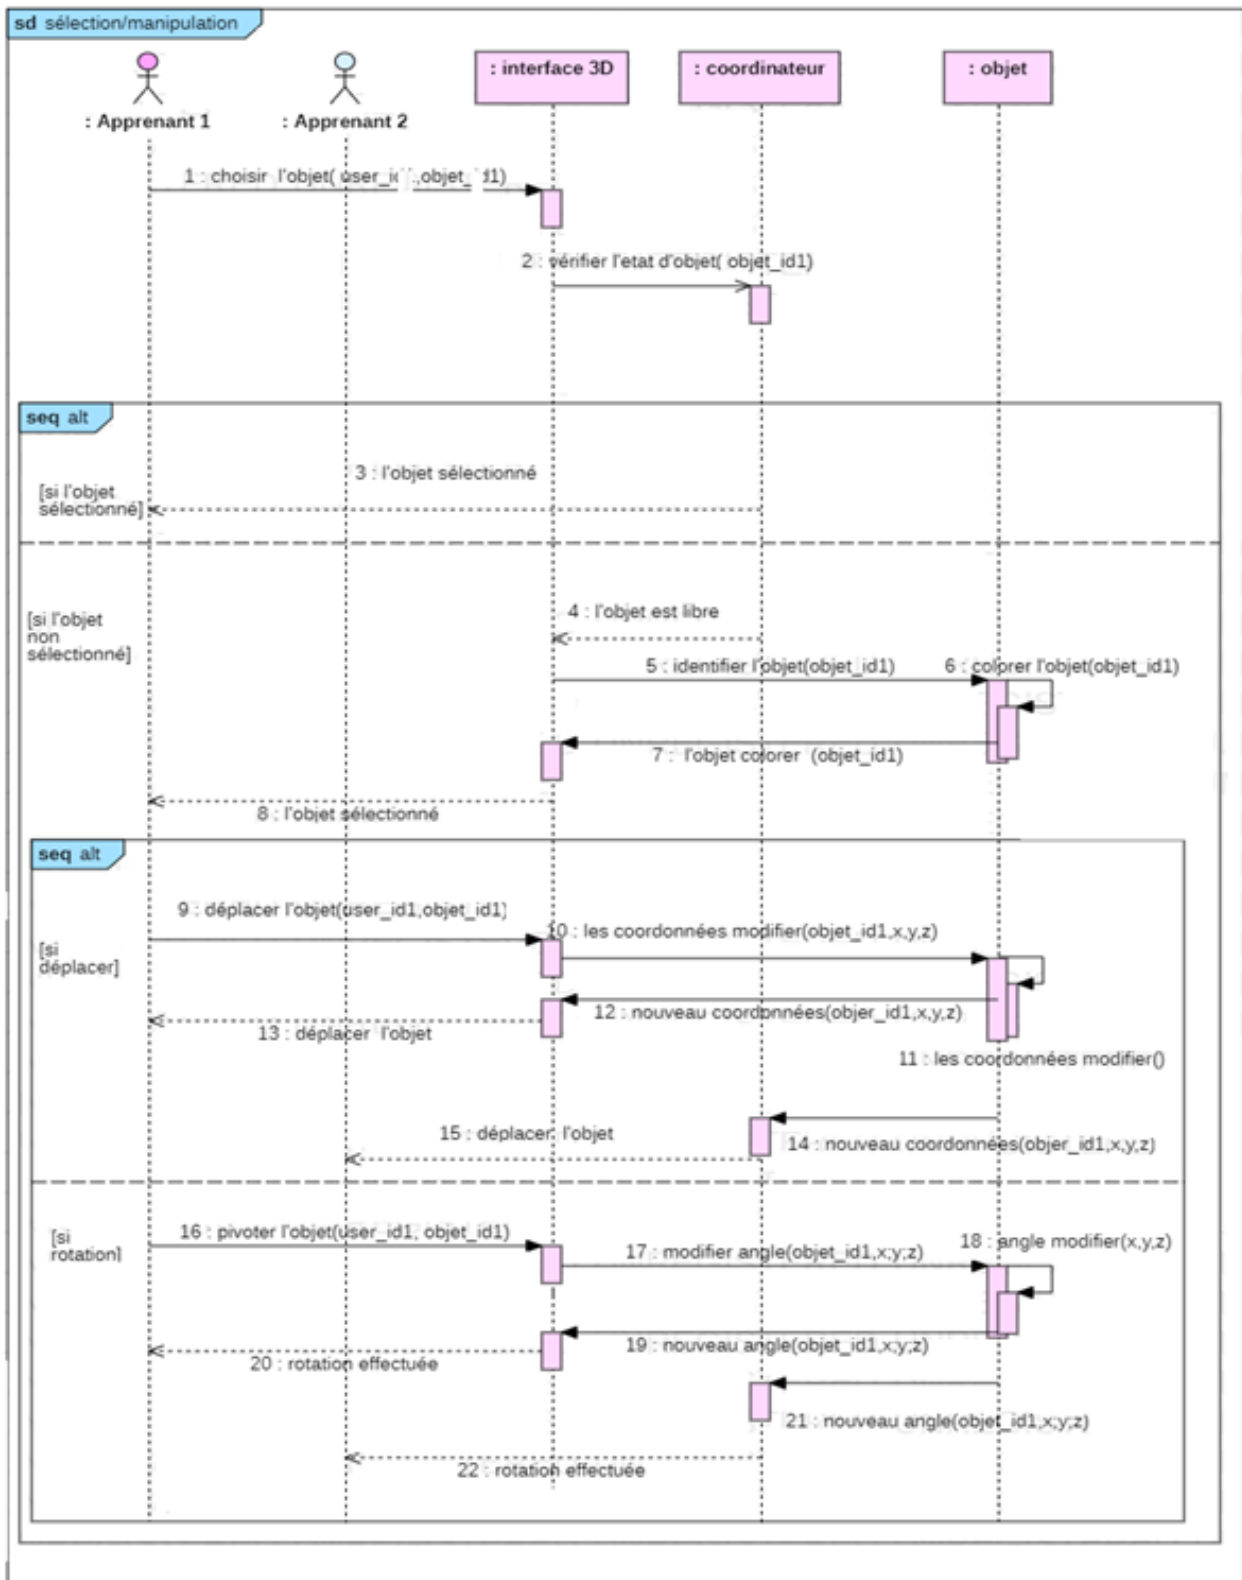 sd sélection/manipulation
: Apprenant 1
: Apprenant 2
: interface 3D
: coordinateur
: objet
1 : choisir l'objet( user_id1,objet_id1)
2 : vérifier l'etat d'objet( objet_id1)
seq alt
3 : l'objet sélectionné
[si l'objet
sélectionné]
4 : l'objet est libre
[si l'objet
non
sélectionné]
5 : identifier l'objet(objet_id1)
6 : colorer l'objet(objet_id1)
7 : l'objet colorer (objet_id1)
8 : l'objet sélectionné
seq alt
9 : déplacer l'objet(user_id1,objet_id1)
10 : les coordonnées modifier(objet_id1,x,y,z)
[si
déplacer]
12 : nouveau coordonnées(objer_id1,x,y,z)
13 : déplacer l'objet
11 : les coordonnées modifier()
15 : déplacer l'objet
14 : nouveau coordonnées(objer_id1,x,y,z)
16 : pivoter l'objet(user_id1, objet_id1)
[si
rotation]
17 : modifier angle(objet_id1,x;y;z)
18 : angle modifier(x,y,z)
19 : nouveau angle(objet_id1,x;y;z)
20 : rotation effectuée
21 : nouveau angle(objet_id1,x;y;z)
22 : rotation effectuée